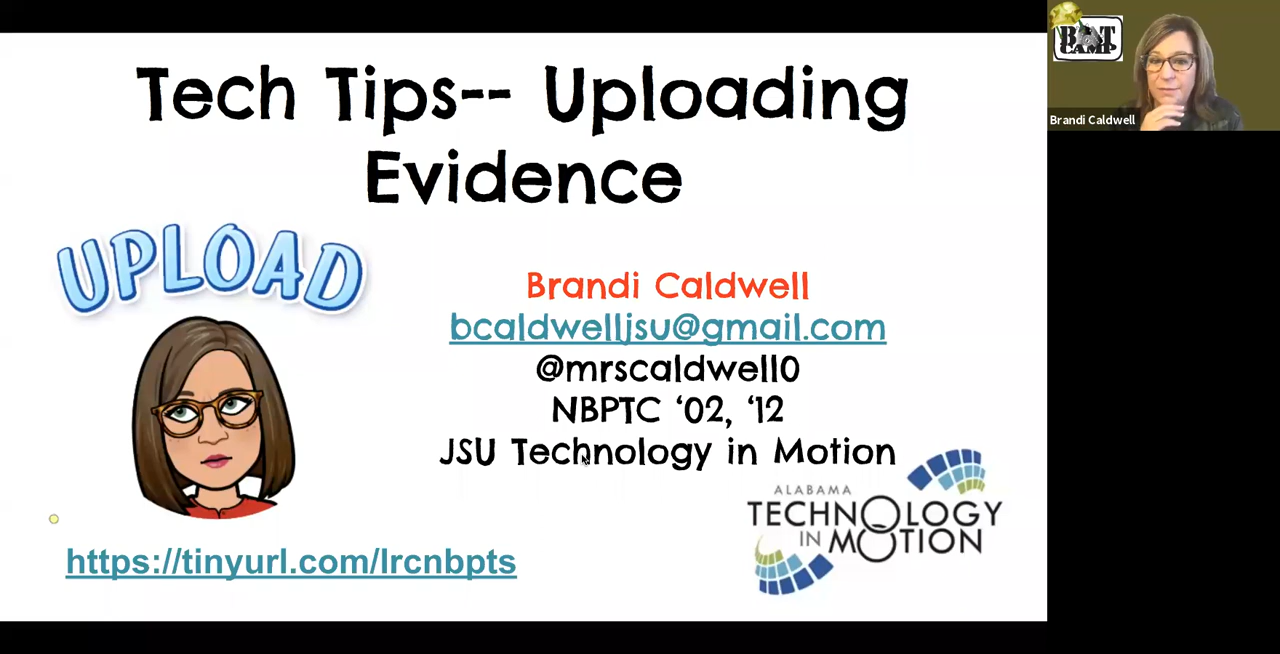 Tech Tips-- Uploading
Evidence
UPLOAD
Brandi Caldwell
bcaldwelljsu@gmail.com
@mrscaldwell0
NBPTC ‘02, ‘12
JSU Technology in Motion
ALABAMA
TECHNOLOGY
IN MOTION
https://tinyurl.com/lrcnbpts
BOOT
CAMP
Brandi Caldwell